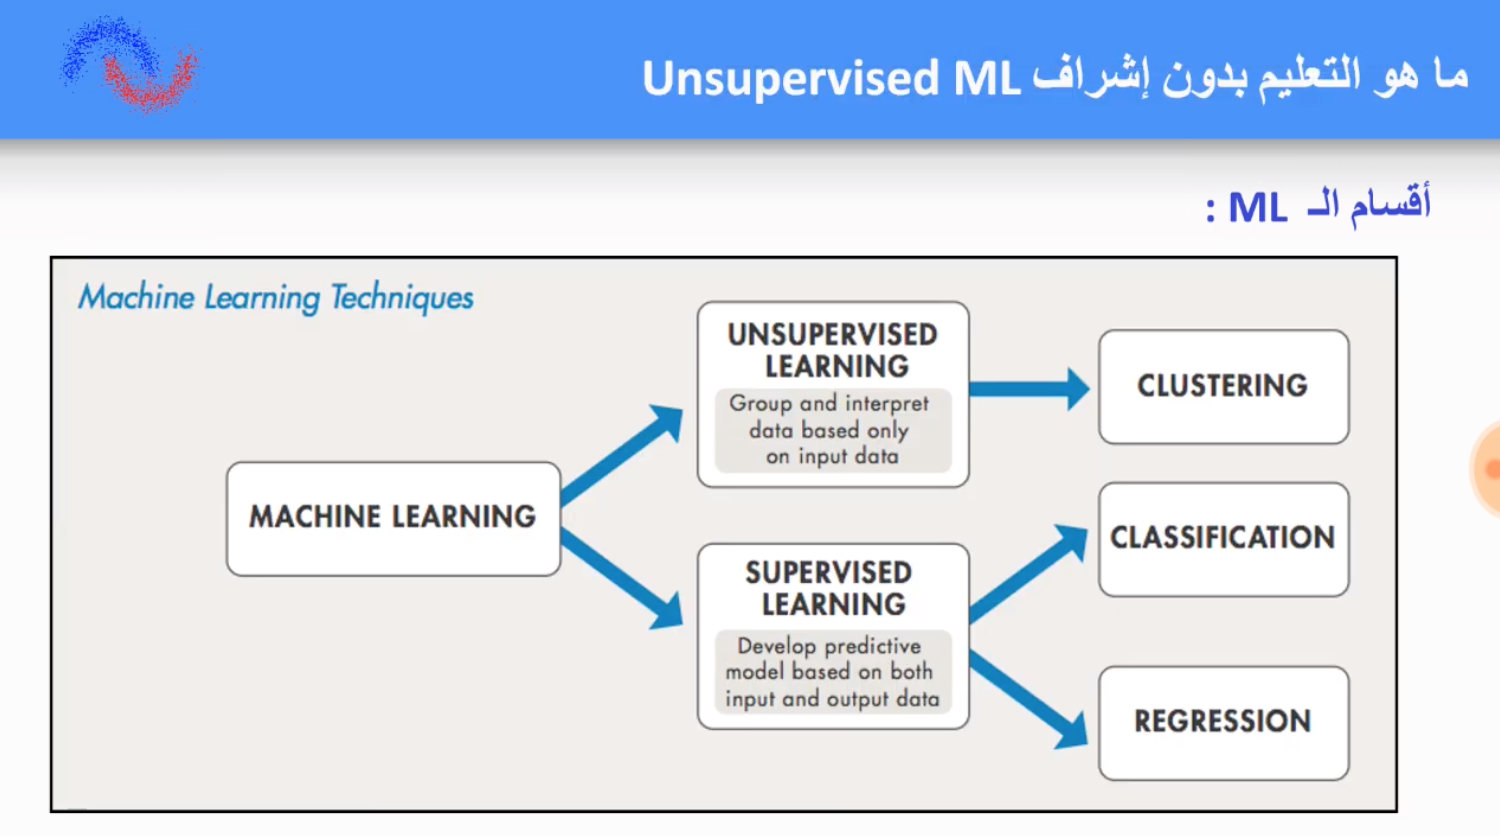 ما هو التعليم بدون إشراف Unsupervised ML
أقسام الـ ML :
Machine Learning Techniques
MACHINE LEARNING
UNSUPERVISED
LEARNING
Group and interpret
data based only
on input data
CLUSTERING
SUPERVISED
LEARNING
Develop predictive
model based on both
input and output data
CLASSIFICATION
REGRESSION